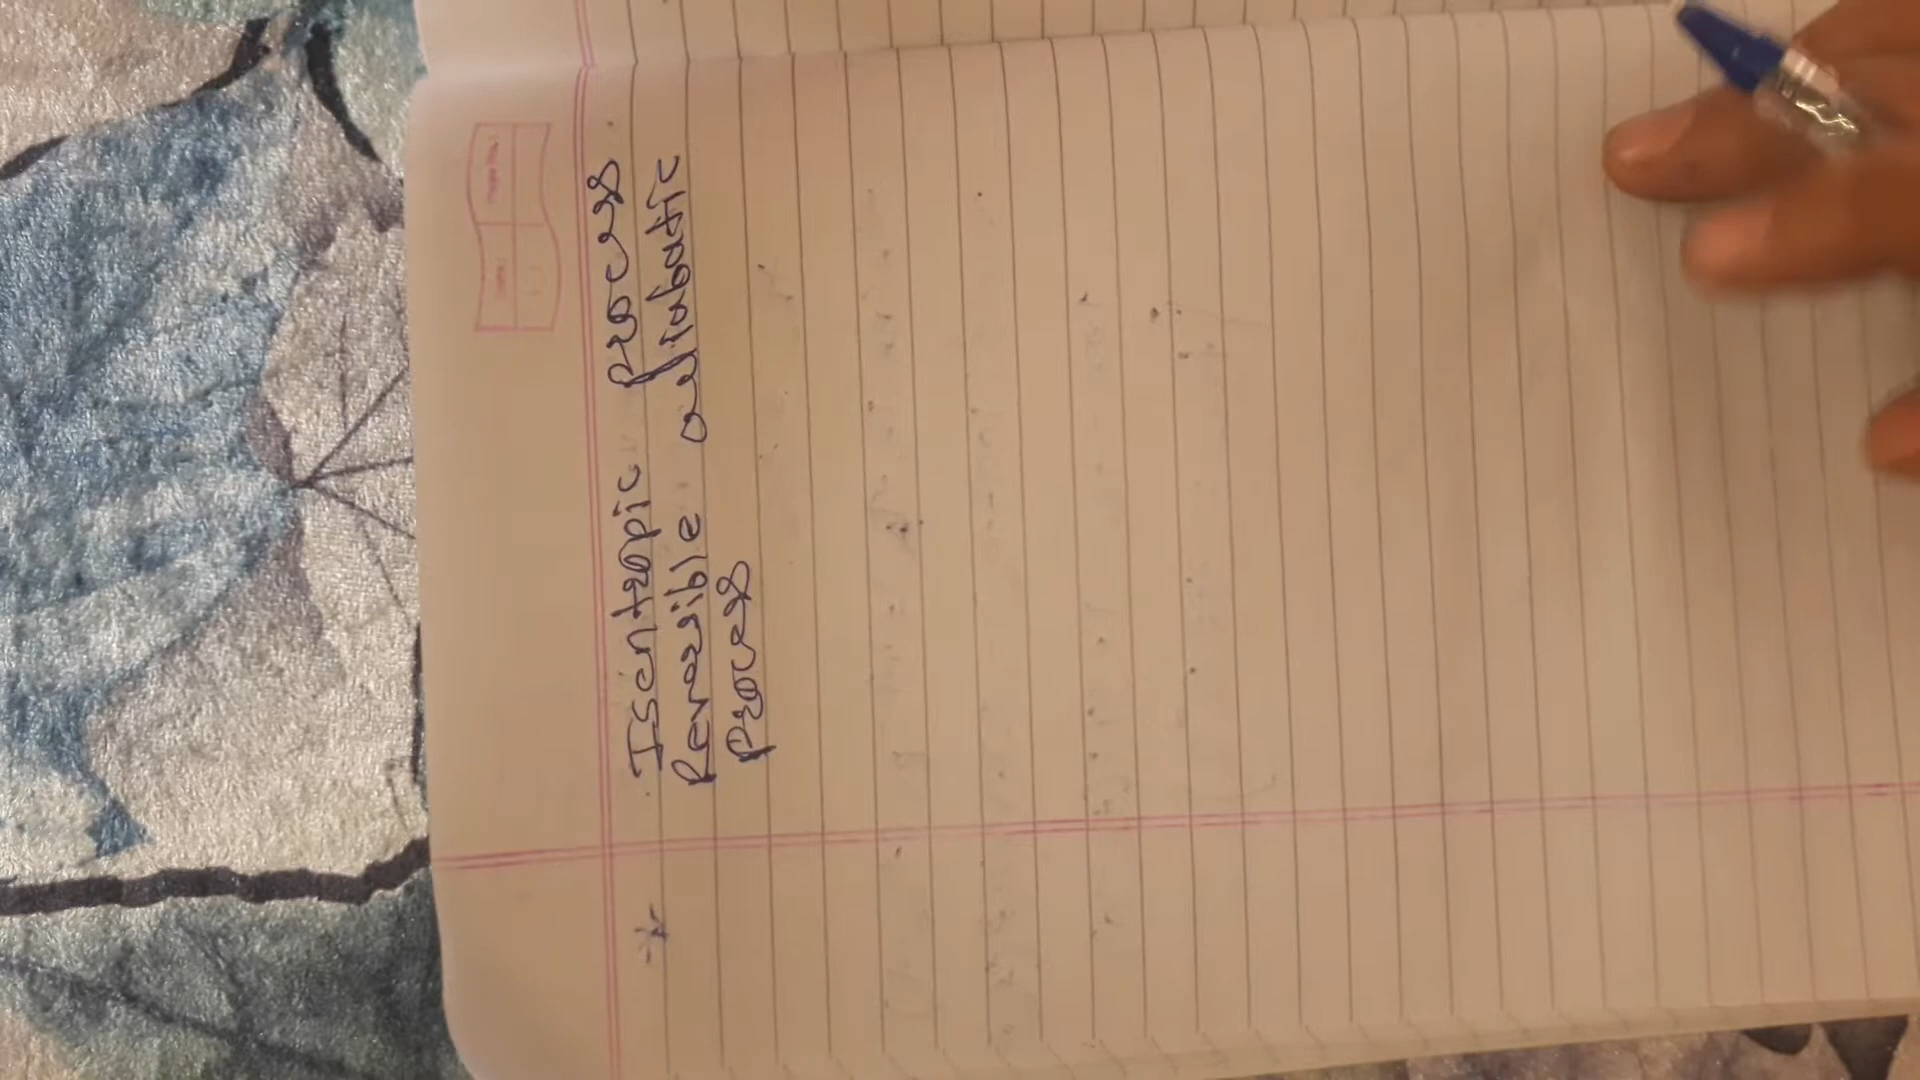 * Isentropic process
Reversible adiabatic
Process